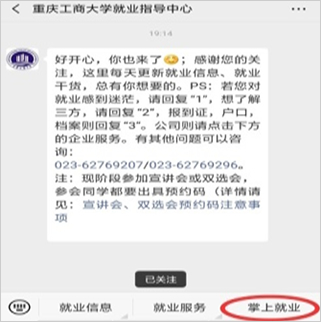 重庆工商大学就业指导中心
19:14
好开心，你也来了；感谢您的关
注，这里每天更新就业信息、就业
干货，总有你想要的。PS：若您对
就业感到迷茫，请回复“1”，想了解
三方，请回复“2”，报到证，户口，
档案则回复“3”。公司则请点击下方
的企业服务。有其他问题可以咨
询：
023-62769207/023-62769296。
注：现阶段参加宣讲会或双选会，
参会同学都要出具预约码（详情请
见：宣讲会、双选会预约码注意事
项
已关注
就业信息
就业服务
掌上就业